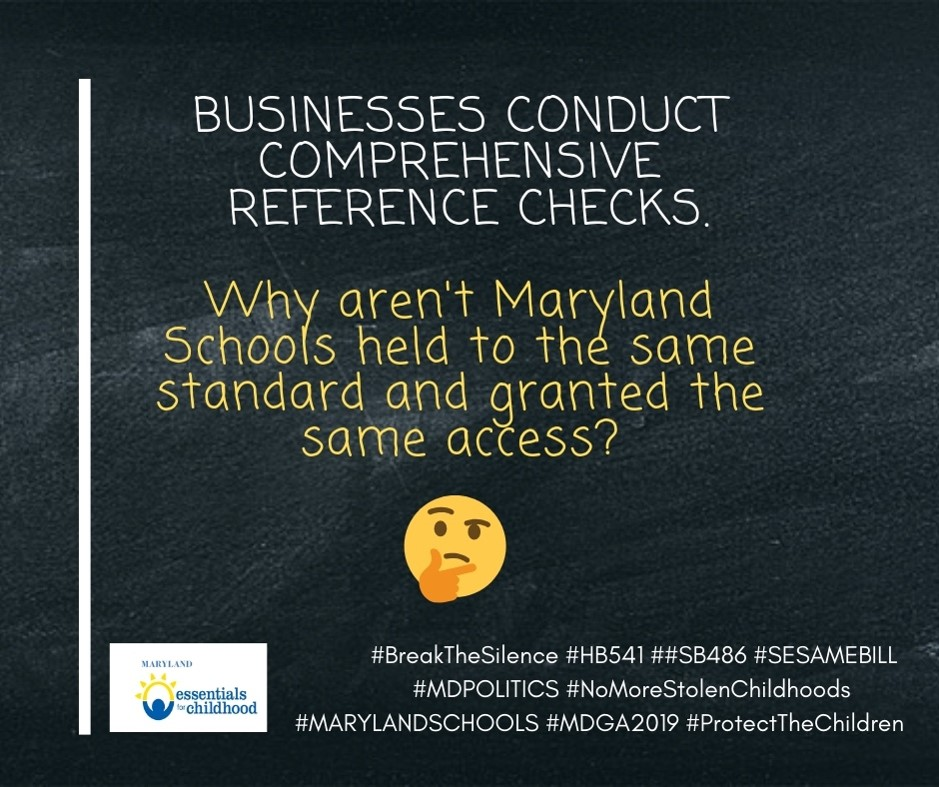 BUSINESSES CONDUCT
COMPREHENSIVE
REFERENCE CHECKS.
Why aren't Maryland
Schools held to the same
standard and granted the
same access?
MARYLAND
essentials
for childhood
#BreakTheSilence #HB541 ##SB486 #SESAMEBILL
#MDPOLITICS #NoMoreStolenChildhoods
#MARYLANDSCHOOLS #MDGA2019 #ProtectTheChildren